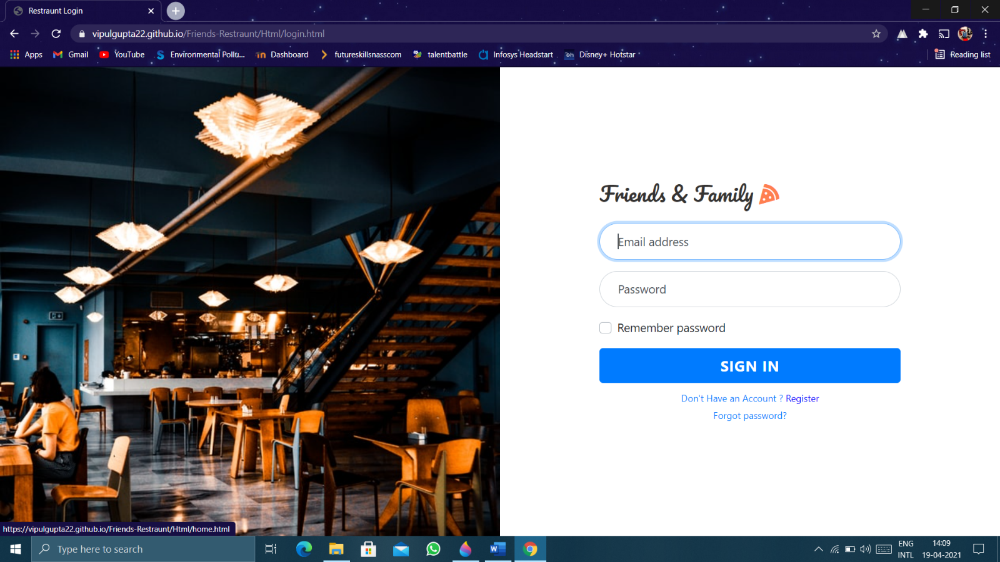 Restraunt Login
vipulgupta22.github.io/Friends-Restraunt/Html/login.html
Apps Gmail YouTube Environmental Pollu... Dashboard futureskillsnasscom talentbattle Infosys Headstart Disney+ Hotstar Reading list
Friends & Family
Email address
Password
Remember password
SIGN IN
Don't Have an Account ? Register
Forgot password?
https://vipulgupta22.github.io/Friends-Restraunt/Html/home.html
Type here to search
ENG 14:09
INTL 19-04-2021